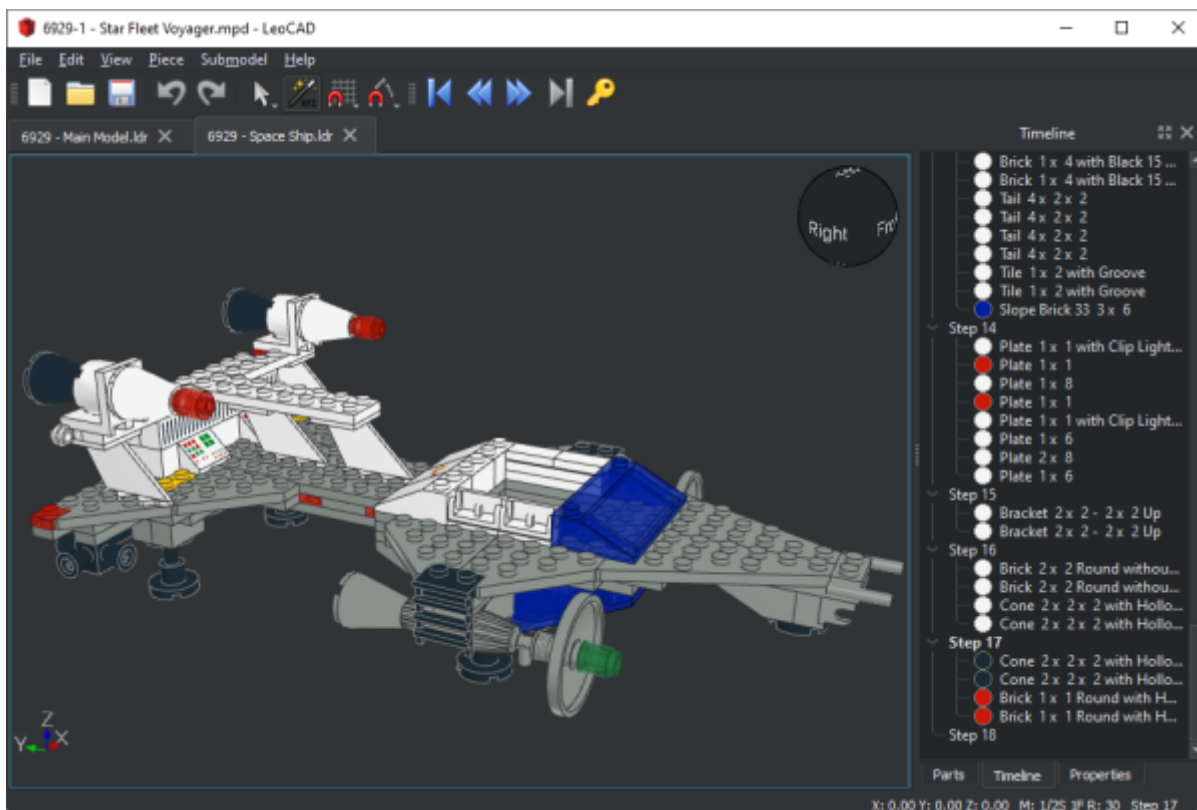 6929-1 - Star Fleet Voyager.mpd - LeoCAD
File Edit View Piece Submodel Help
6929 - Main Model.ldr
6929 - Space Ship.ldr
Timeline
Brick 1 x 4 with Black 15 ...
Brick 1 x 4 with Black 15 ...
Tail 4 x 2 x 2
Tail 4 x 2 x 2
Tail 4 x 2 x 2
Tail 4 x 2 x 2
Tile 1 x 2 with Groove
Tile 1 x 2 with Groove
Slope Brick 33 3 x 6
Step 14
Plate 1 x 1 with Clip Light...
Plate 1 x 1
Plate 1 x 8
Plate 1 x 1
Plate 1 x 1 with Clip Light...
Plate 1 x 6
Plate 2 x 8
Plate 1 x 6
Step 15
Bracket 2 x 2 - 2 x 2 Up
Bracket 2 x 2 - 2 x 2 Up
Step 16
Brick 2 x 2 Round withou...
Brick 2 x 2 Round withou...
Cone 2 x 2 x 2 with Hollo...
Cone 2 x 2 x 2 with Hollo...
Step 17
Cone 2 x 2 x 2 with Hollo...
Cone 2 x 2 x 2 with Hollo...
Brick 1 x 1 Round with H...
Brick 1 x 1 Round with H...
Step 18
Right
Z
Y X
Parts Timeline Properties
X: 0.00 Y: 0.00 Z: 0.00 M: 1/2S 1F R: 30 Step 17